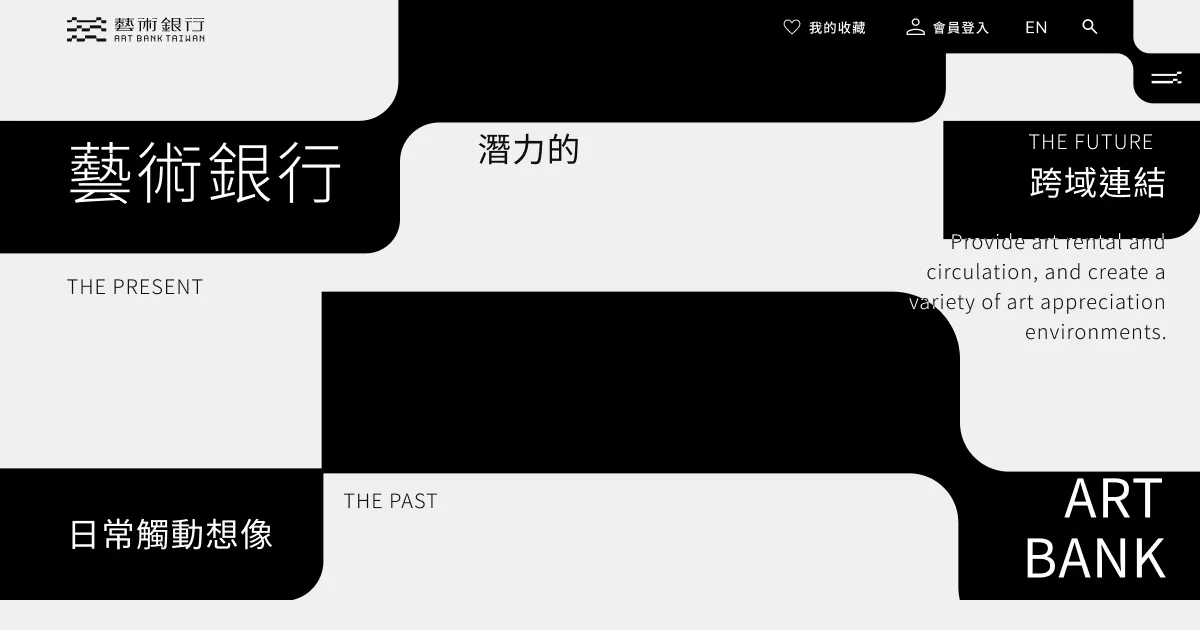 藝術銀行
ART BANK TAIWAN
我的收藏
會員登入
EN
藝術銀行
潛力的
THE FUTURE
跨域連結
Provide art rental and
circulation, and create a
variety of art appreciation
environments.
THE PRESENT
THE PAST
日常觸動想像
ART
BANK